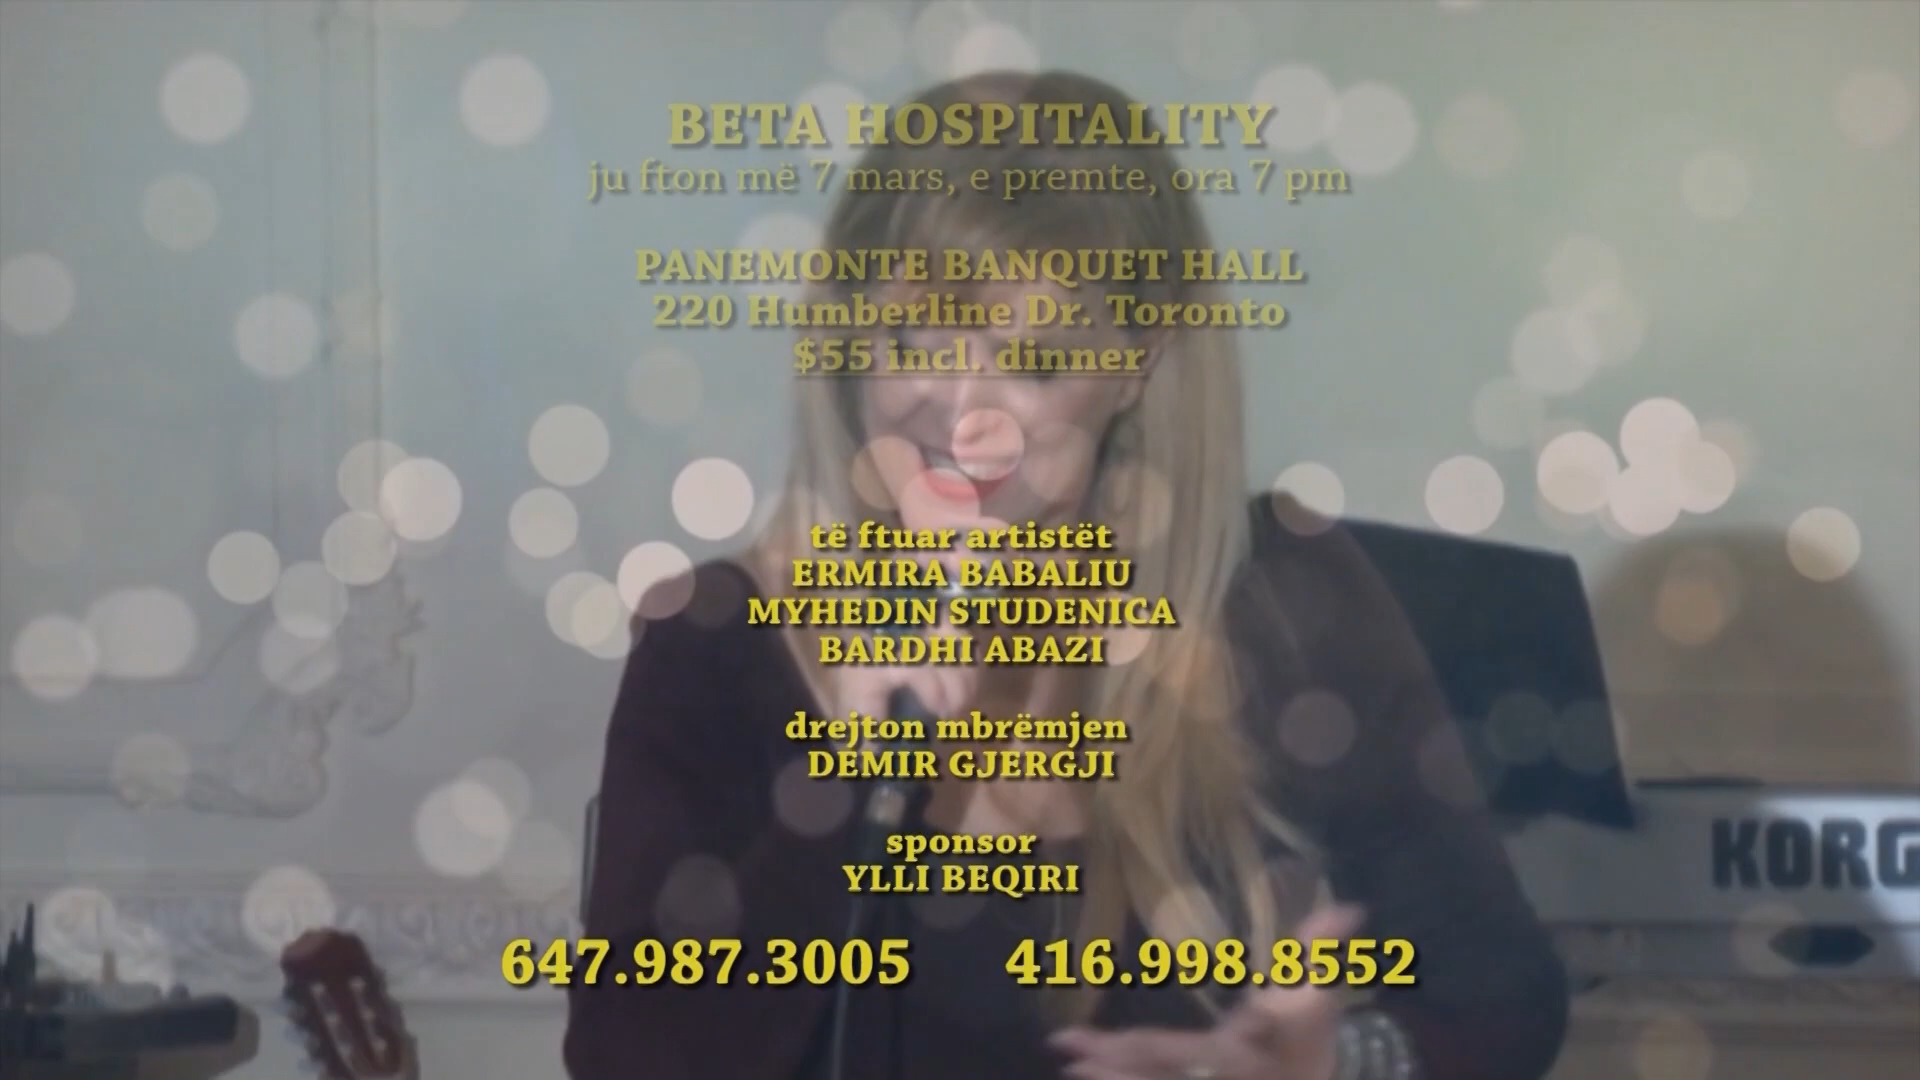 BETA HOSPITALITY
ju fton më 7 mars, e premte, ora 7 pm
PANEMONTE BANQUET HALL
220 Humberline Dr. Toronto
$55 incl. dinner
të ftuar artistët
ERMIRA BABALIU
MYHEDIN STUDENICA
BARDHI ABAZI
drejton mbrëmjen
DEMIR GJERGJI
sponsor
YLLI BEQIRI
647.987.3005 416.998.8552
KORG